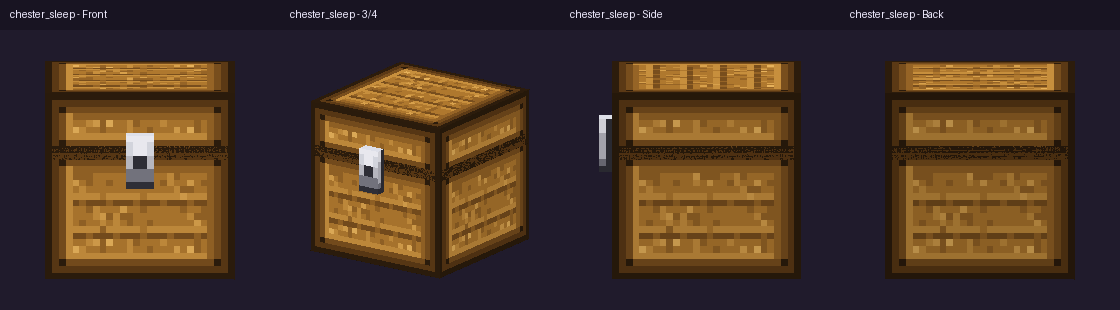 chester_sleep - Front
chester_sleep - 3/4
chester_sleep - Side
chester_sleep - Back